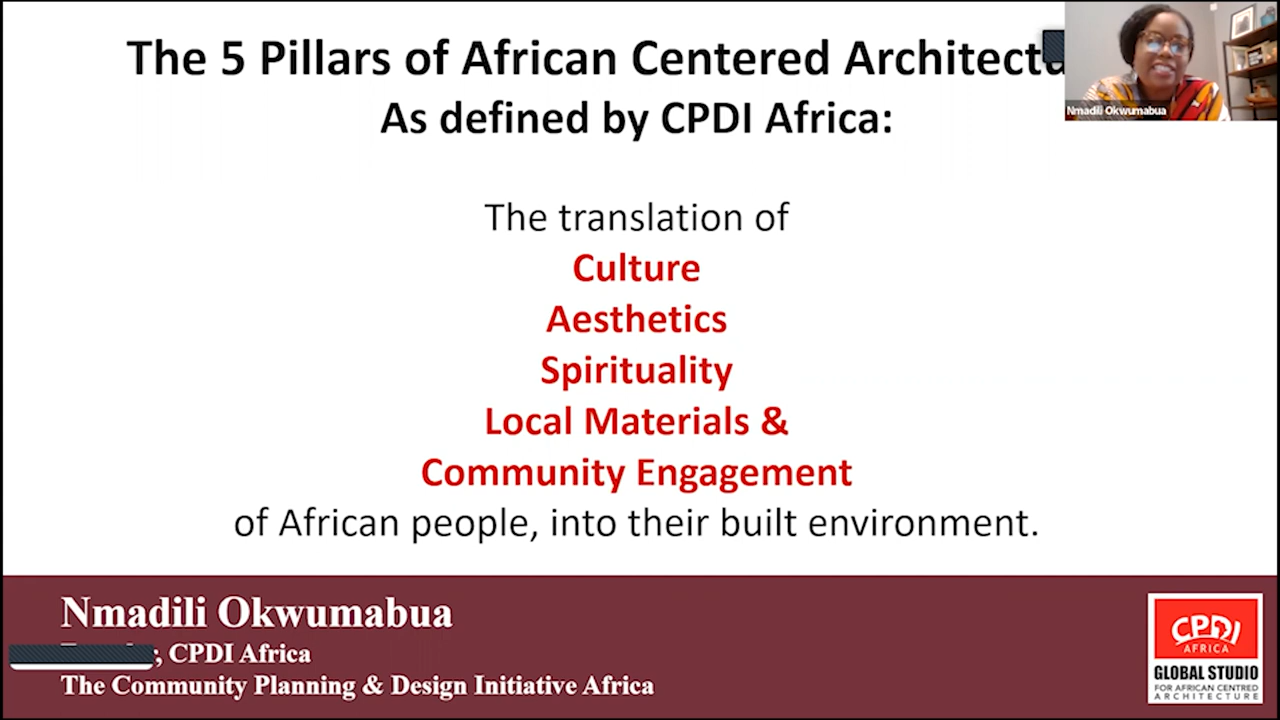 The 5 Pillars of African Centered
As defined by CPDI Africa:
Nmadili Okwumabua
The translation of
Culture
Aesthetics
Spirituality
Local Materials &
Community Engagement
of African people, into their built environment.
Nmadili Okwumabua
, CPDI Africa
The Community Planning & Design Initiative Africa
CPDI
AFRICA
GLOBAL STUDIO
FOR AFRICAN CENTRED
ARCHITECTURE